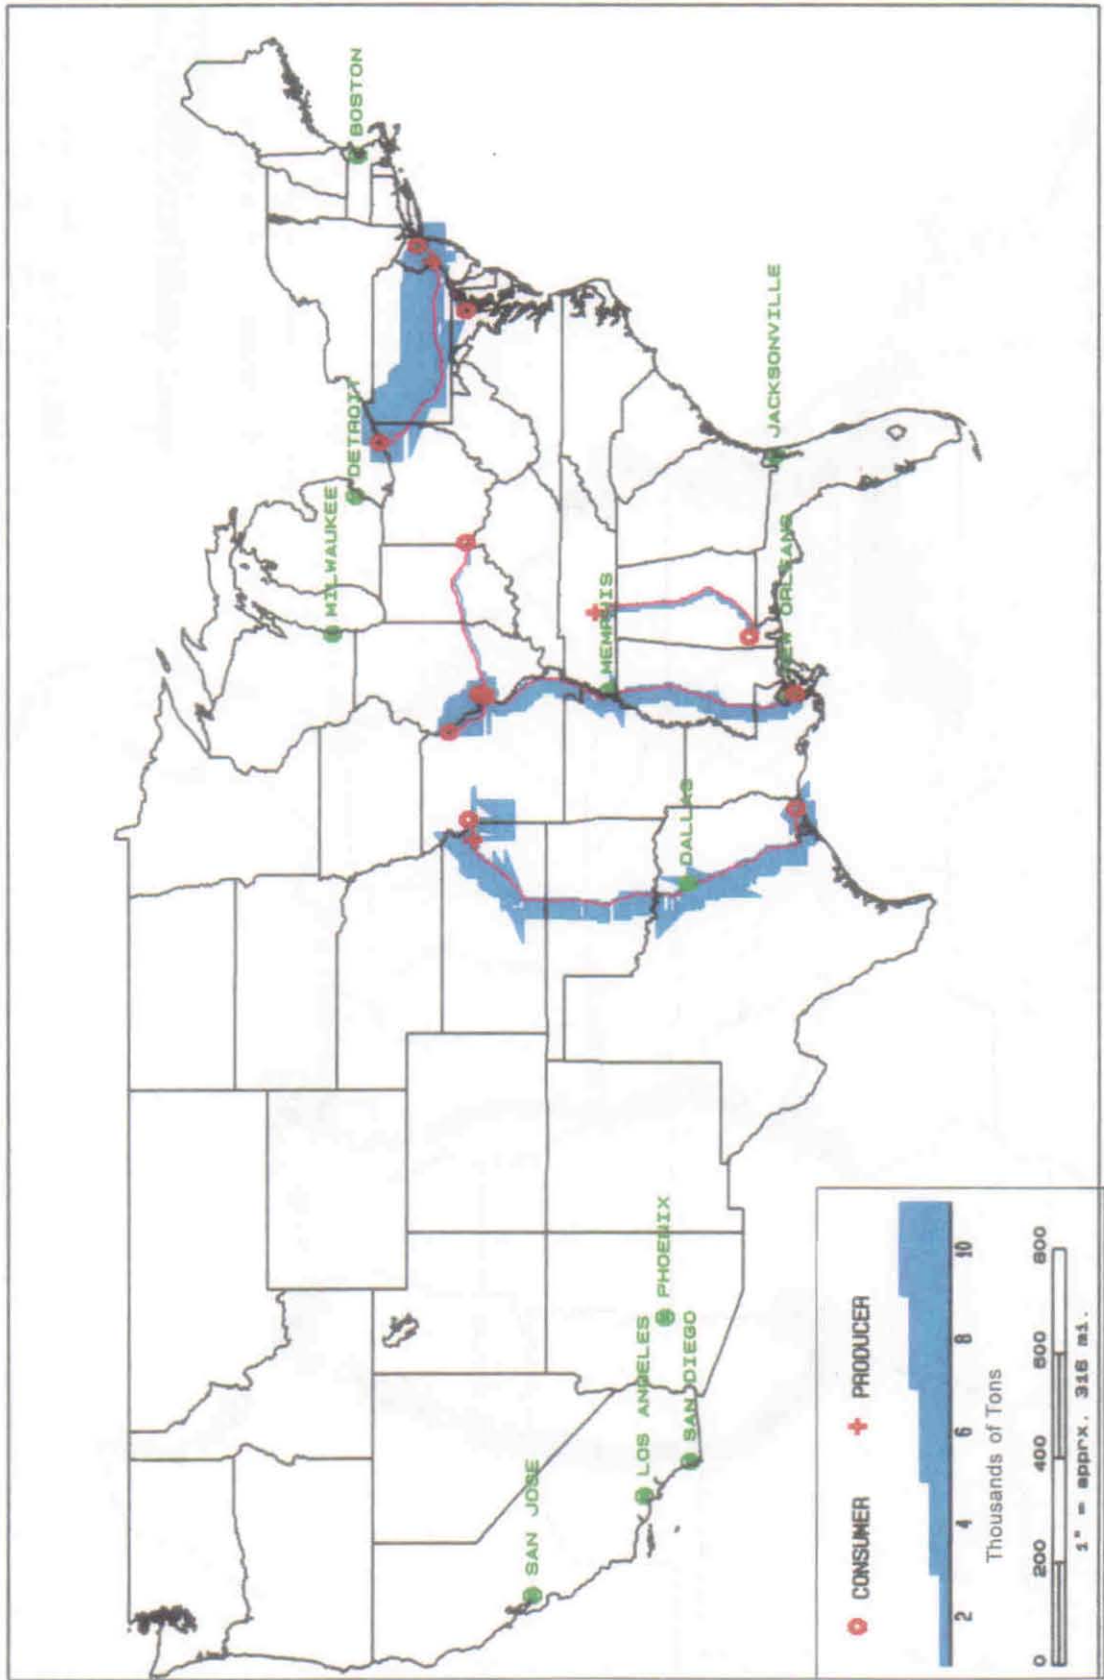 BOSTON
DETROIT
MILWAUKEE
JACKSONVILLE
NEW ORLEANS
MEMPHIS
DALLAS
PHOENIX
LOS ANGELES
SAN DIEGO
SAN JOSE
CONSUMER
PRODUCER
2 4 6 8 10
Thousands of Tons
0 200 400 600 800
1" = apprx. 316 mi.